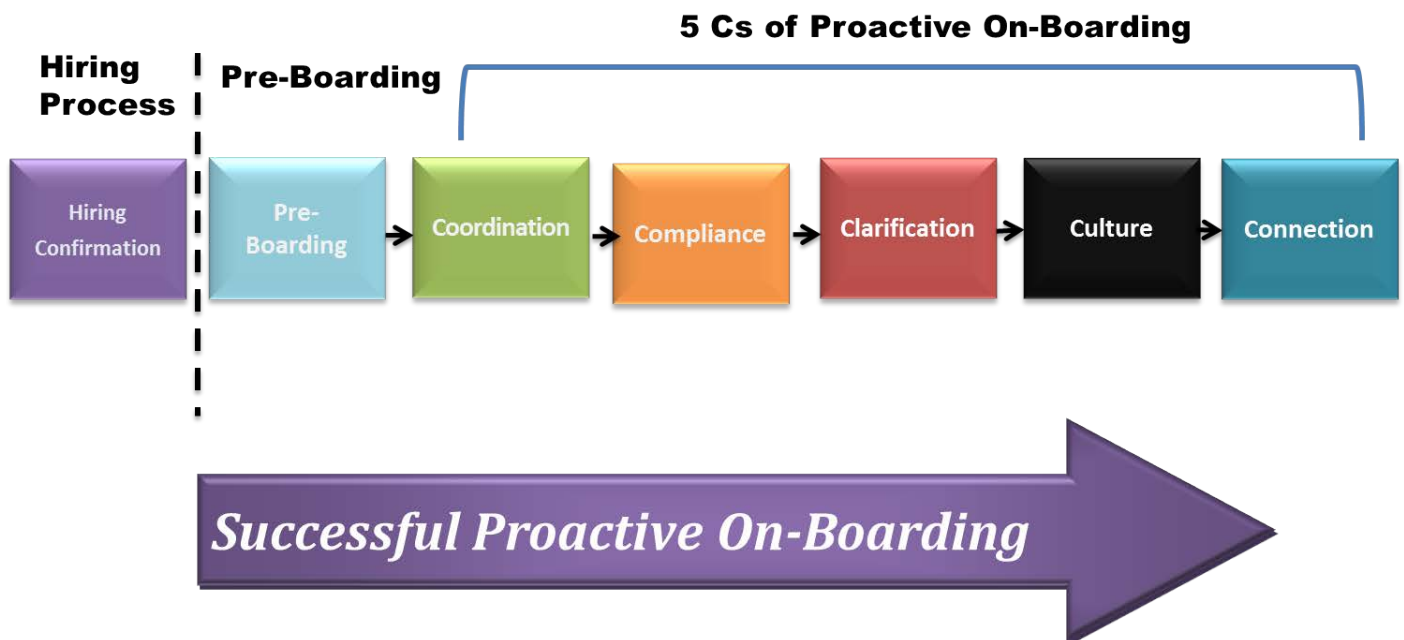 5 Cs of Proactive On-Boarding
Hiring
Process
Pre-Boarding
Hiring
Confirmation
Pre-
Boarding
Coordination
Compliance
Clarification
Culture
Connection
Successful Proactive On-Boarding